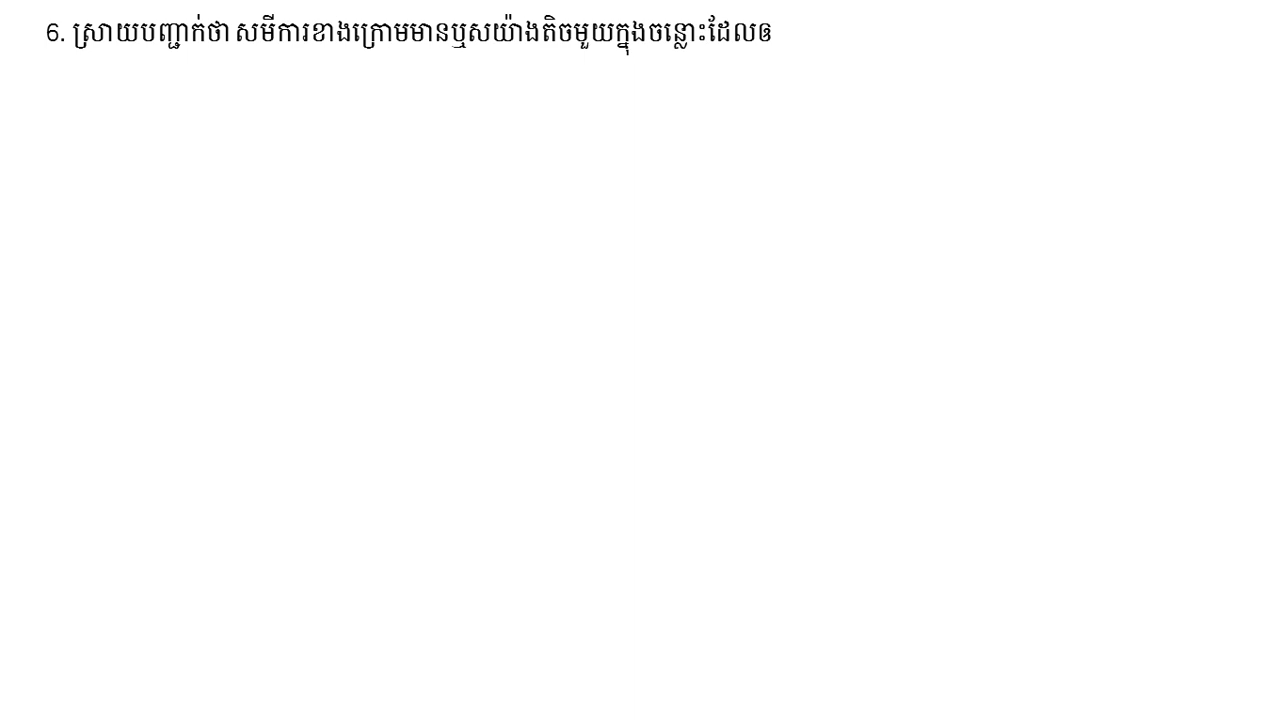 6. ស្រាយបញ្ជាក់ថា សមីការខាងក្រោមមានឬសយ៉ាងតិចមួយក្នុងចន្លោះដែលឲ